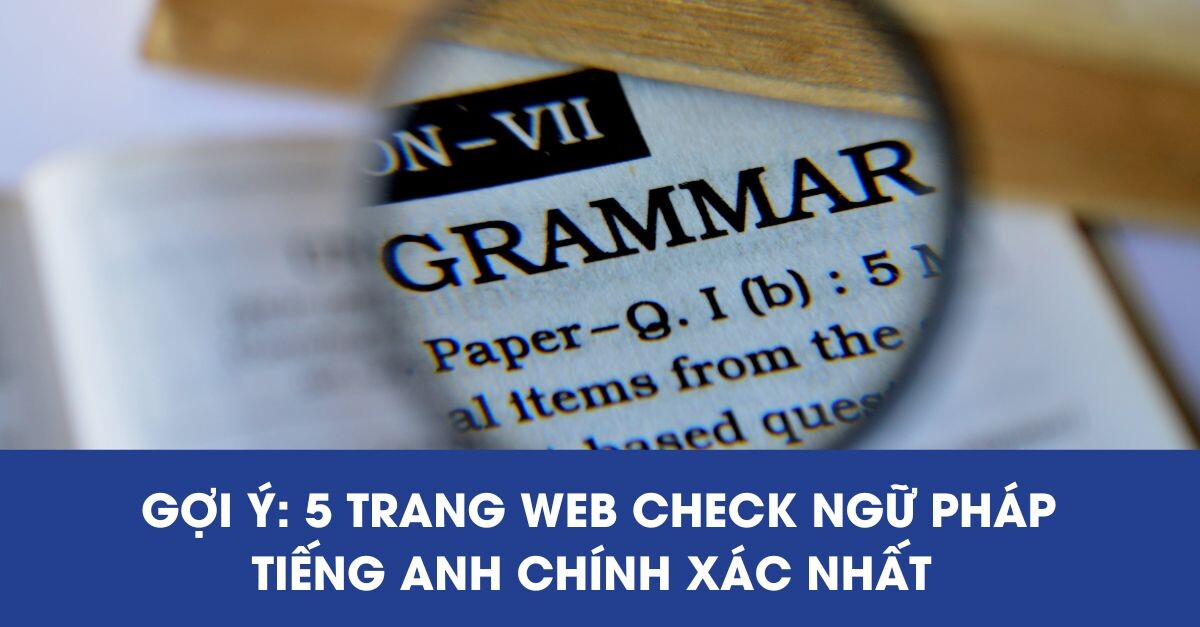 ON-VII
GRAMMAR
Paper-Q. I (b) : 5
al items from the
based ques
GỢI Ý: 5 TRANG WEB CHECK NGỮ PHÁP
TIẾNG ANH CHÍNH XÁC NHẤT